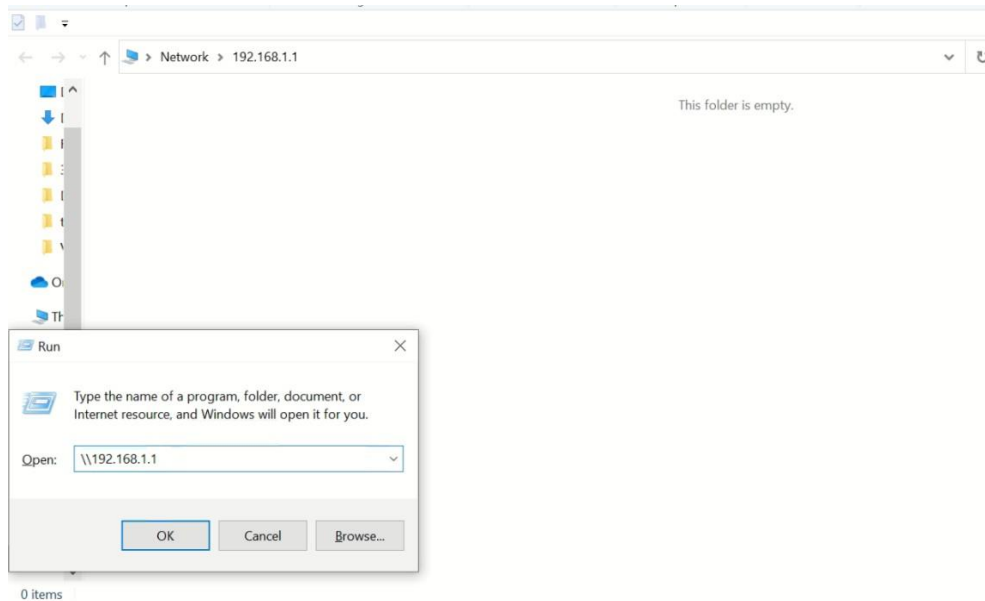 Network > 192.168.1.1
This folder is empty.
Run
Type the name of a program, folder, document, or
Internet resource, and Windows will open it for you.
Open: \\192.168.1.1
OK Cancel Browse...
0 items